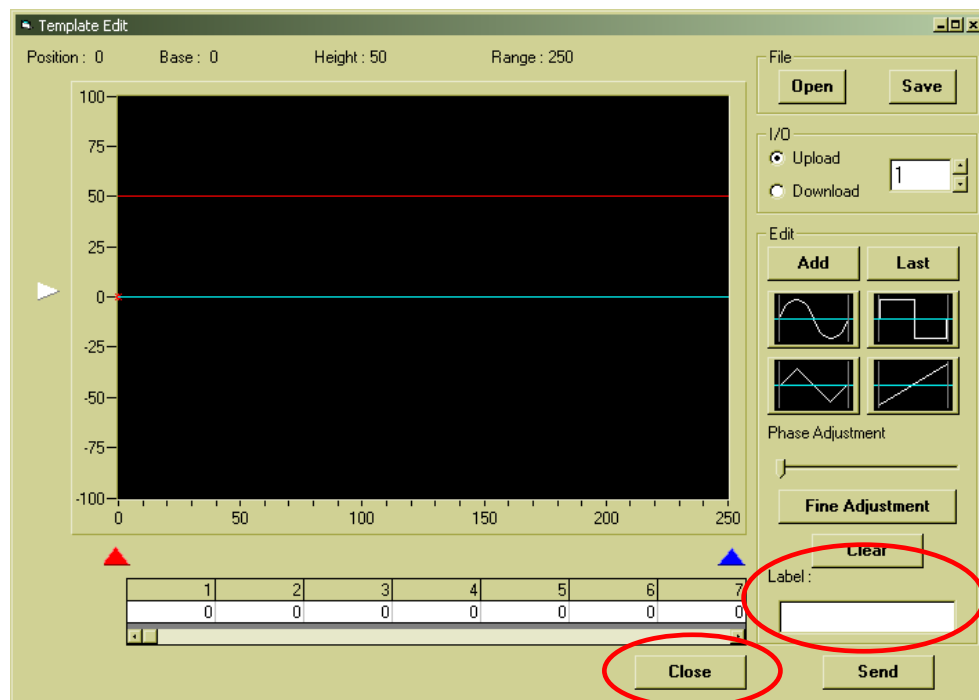 Template Edit
Position : 0 Base : 0 Height : 50 Range : 250
File
Open Save
I/O
Upload
Download
1
Edit
Add Last
Phase Adjustment
Fine Adjustment
Clear
Label :
100
75
50
25
0
-25
-50
-75
-100
0 50 100 150 200 250
1 2 3 4 5 6 7
0 0 0 0 0 0 0
Close Send